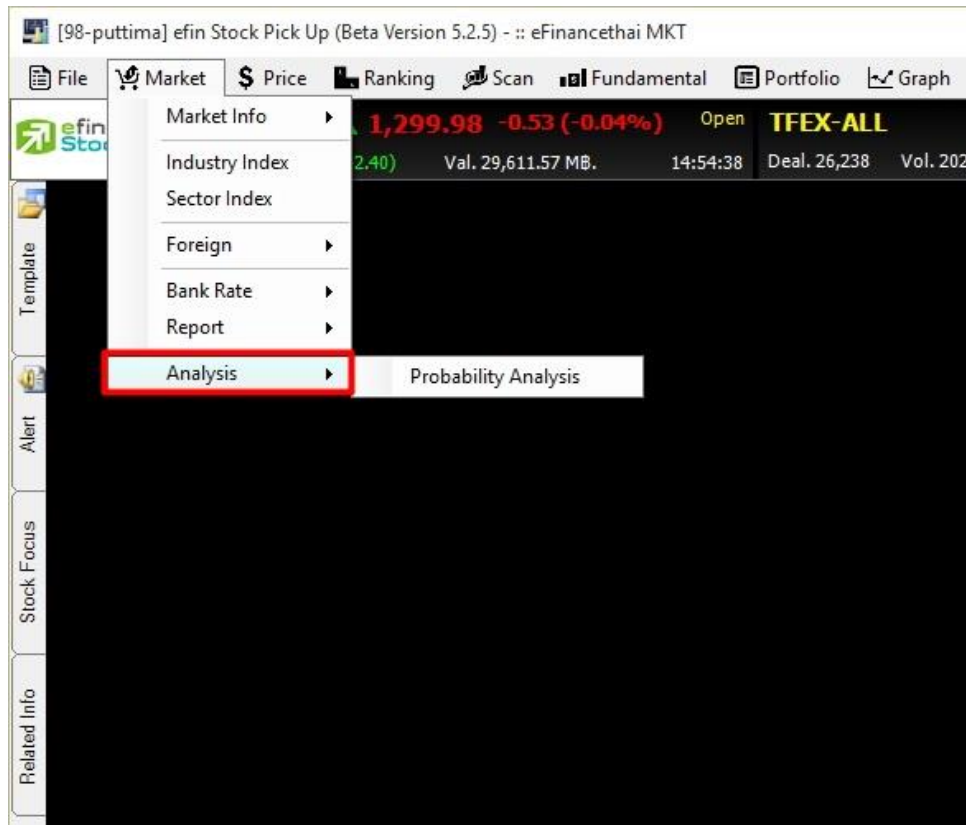 [98-puttima] efin Stock Pick Up (Beta Version 5.2.5) - :: eFinancethai MKT
File Market $ Price Ranking Scan Fundamental Portfolio Graph
efin
Market Info
1,299.98 -0.53 (-0.04%) Open TFEX-ALL
2.40) Val. 29,611.57 M฿. 14:54:38 Deal. 26,238 Vol. 202
Industry Index
Sector Index
Foreign
Bank Rate
Report
Analysis
Probability Analysis
Template
Alert
Stock Focus
Related Info